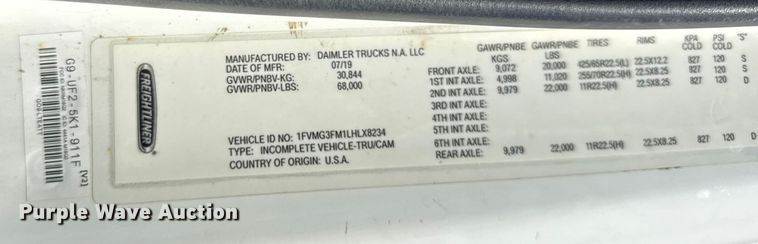 G9-UF2-5K1-911F [V2]
FREIGHTLINER
MANUFACTURED BY: DAIMLER TRUCKS N.A. LLC
DATE OF MFR: 07/19
GVWR/PNBV-KG: 30,844
GVWR/PNBV-LBS: 68,000
VEHICLE ID NO: 1FVMG3FM1LHLX8234
TYPE: INCOMPLETE VEHICLE-TRU/CAM
COUNTRY OF ORIGIN: U.S.A.
GAWR/PNBE GAWR/PNBE TIRES RIMS KPA PSI "S"
KGS LBS COLD COLD
FRONT AXLE: 9,072 20,000 425/65R22.5(L) 22.5X12.2 827 120 S
1ST INT AXLE: 4,998 11,020 255/70R22.5(H) 22.5X8.25 827 120 S
2ND INT AXLE: 9,979 22,000 11R22.5(H) 22.5X8.25 827 120 D
3RD INT AXLE:
4TH INT AXLE:
5TH INT AXLE:
6TH INT AXLE:
REAR AXLE: 9,979 22,000 11R22.5(H) 22.5X8.25 827 120 D
Purple Wave Auction